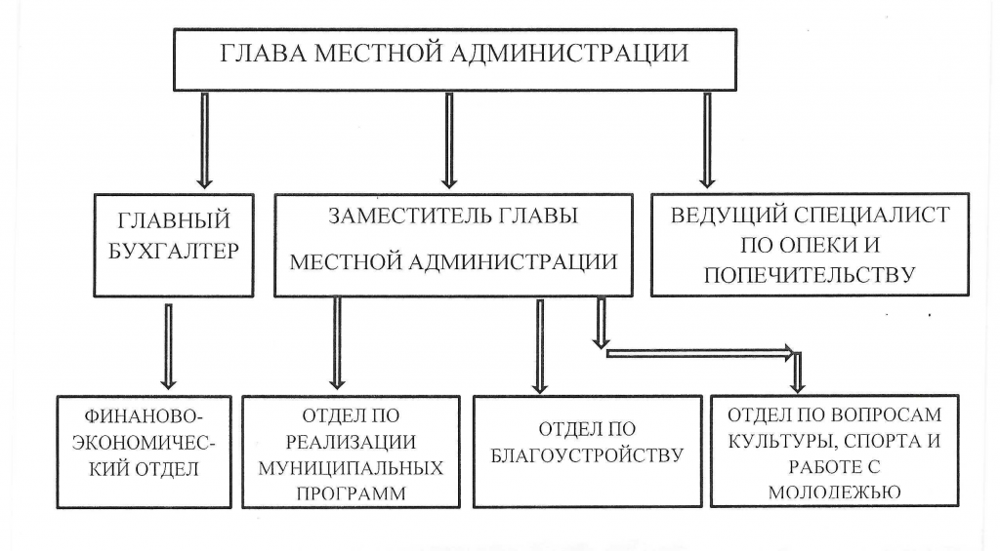 ГЛАВА МЕСТНОЙ АДМИНИСТРАЦИИ
ГЛАВНЫЙ
БУХГАЛТЕР
ЗАМЕСТИТЕЛЬ ГЛАВЫ
МЕСТНОЙ АДМИНИСТРАЦИИ
ВЕДУЩИЙ СПЕЦИАЛИСТ
ПО ОПЕКИ И
ПОПЕЧИТЕЛЬСТВУ
ФИНАНОВО-
ЭКОНОМИЧЕС-
КИЙ ОТДЕЛ
ОТДЕЛ ПО
РЕАЛИЗАЦИИ
МУНИЦИПАЛЬНЫХ
ПРОГРАММ
ОТДЕЛ ПО
БЛАГОУСТРОЙСТВУ
ОТДЕЛ ПО ВОПРОСАМ
КУЛЬТУРЫ, СПОРТА И
РАБОТЕ С
МОЛОДЕЖЬЮ